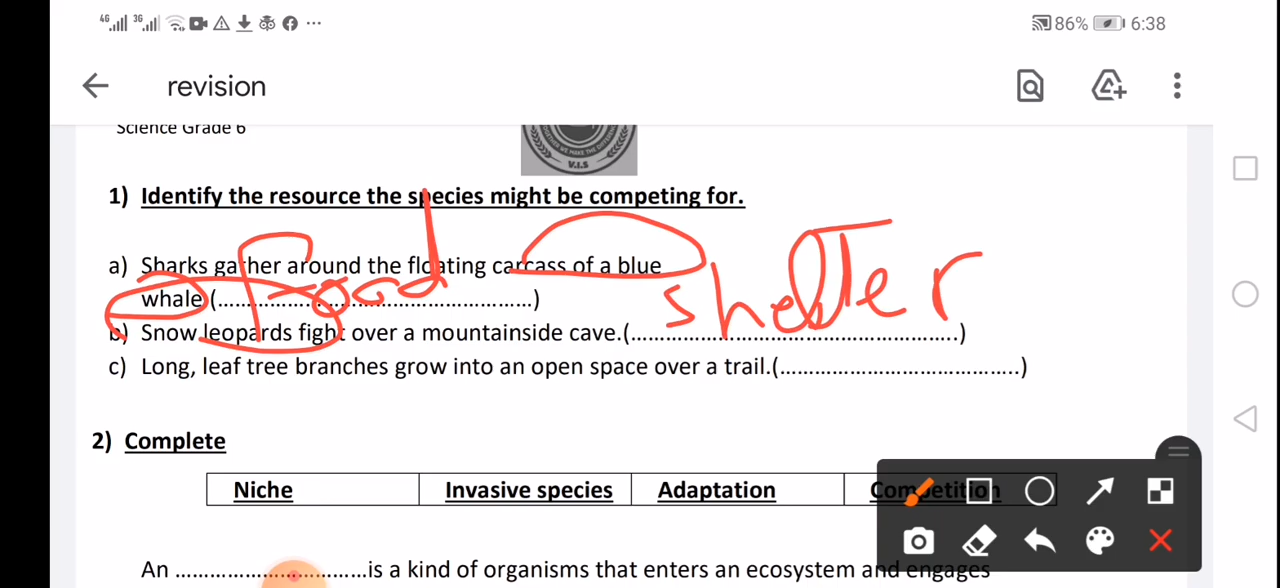 4G 3G 86% 6:38
revision
Science Grade 6
V.I.S
1) Identify the resource the species might be competing for.
a) Sharks gather around the floating carcass of a blue
whale (……………………………………………)
Food
b) Snow leopards fight over a mountainside cave.(……………………………………………..)
shelter
c) Long, leaf tree branches grow into an open space over a trail.(………………………………..)
2) Complete
Niche Invasive species Adaptation Competition
An ……………………………is a kind of organisms that enters an ecosystem and engages